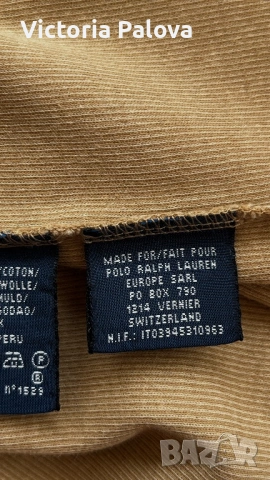 Victoria Palova
/COTON/
WOLLE/
MULD/
GODAO/
K
PERU
P
R
n°1529
MADE FOR/FAIT POUR
POLO RALPH LAUREN
EUROPE SARL
PO BOX 790
1214 VERNIER
SWITZERLAND
N.I.F.: IT03945310963
BAZAR